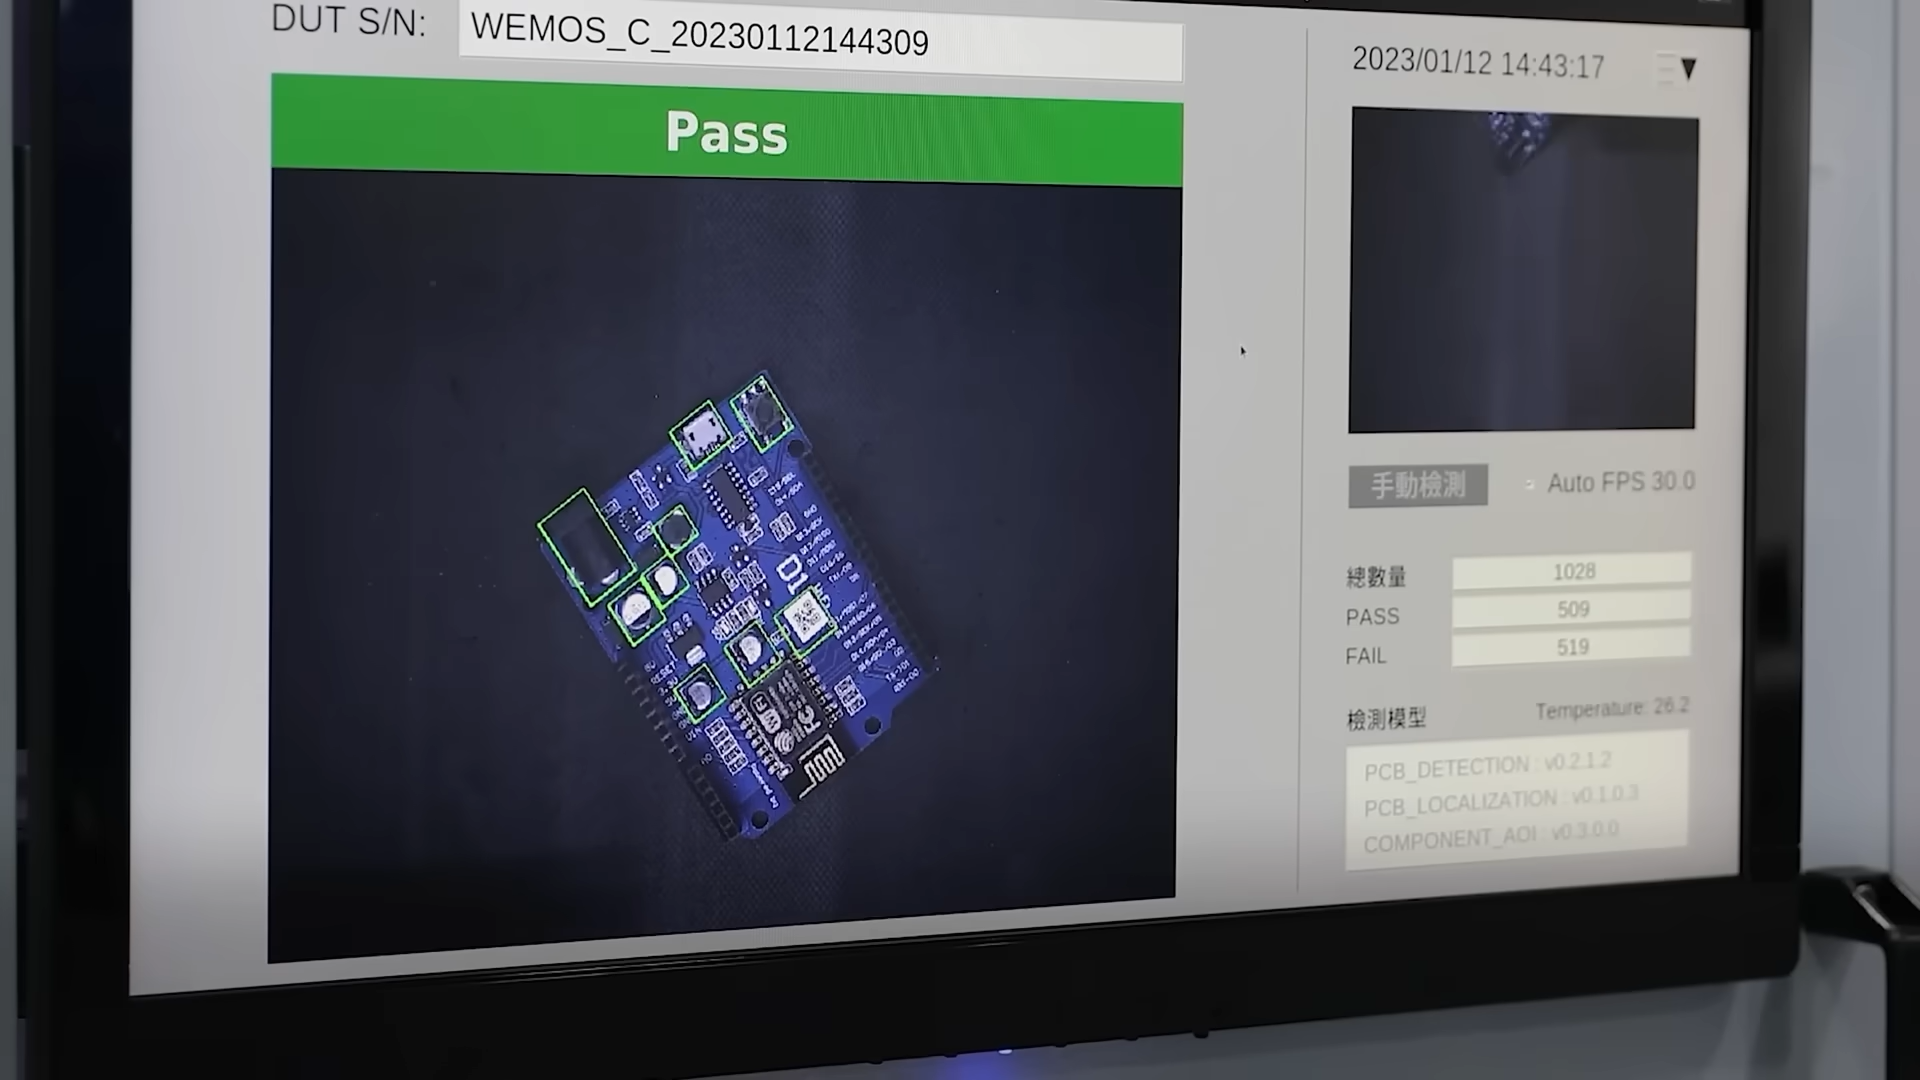 DUT S/N: WEMOS_C_20230112144309
Pass
D1
WiFi
2023/01/12 14:43:17
手動檢測 Auto FPS 30.0
總數量 1028
PASS 509
FAIL 519
檢測模型 Temperature: 26.2
PCB_DETECTION : v0.2.1.2
PCB_LOCALIZATION : v0.1.0.3
COMPONENT_AOI : v0.3.0.0